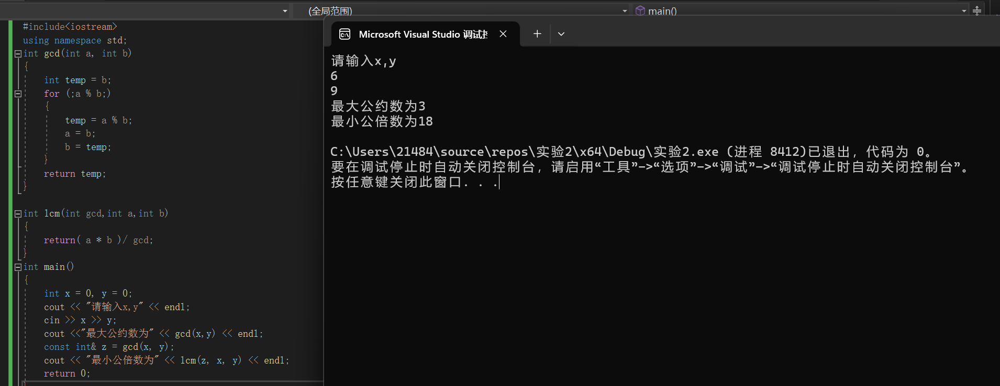 (全局范围)
main()
#include<iostream>
using namespace std;
int gcd(int a, int b)
{
int temp = b;
for (;a % b;)
{
temp = a % b;
a = b;
b = temp;
}
return temp;
}
int lcm(int gcd,int a,int b)
{
return( a * b )/ gcd;
}
int main()
{
int x = 0, y = 0;
cout << "请输入x,y" << endl;
cin >> x >> y;
cout <<"最大公约数为" << gcd(x,y) << endl;
const int& z = gcd(x, y);
cout << "最小公倍数为" << lcm(z, x, y) << endl;
return 0;
}
Microsoft Visual Studio 调试
请输入x,y
6
9
最大公约数为3
最小公倍数为18
C:\Users\21484\source\repos\实验2\x64\Debug\实验2.exe (进程 8412)已退出, 代码为 0。
要在调试停止时自动关闭控制台, 请启用“工具”->“选项”->“调试”->“调试停止时自动关闭控制台”。
按任意键关闭此窗口. . .